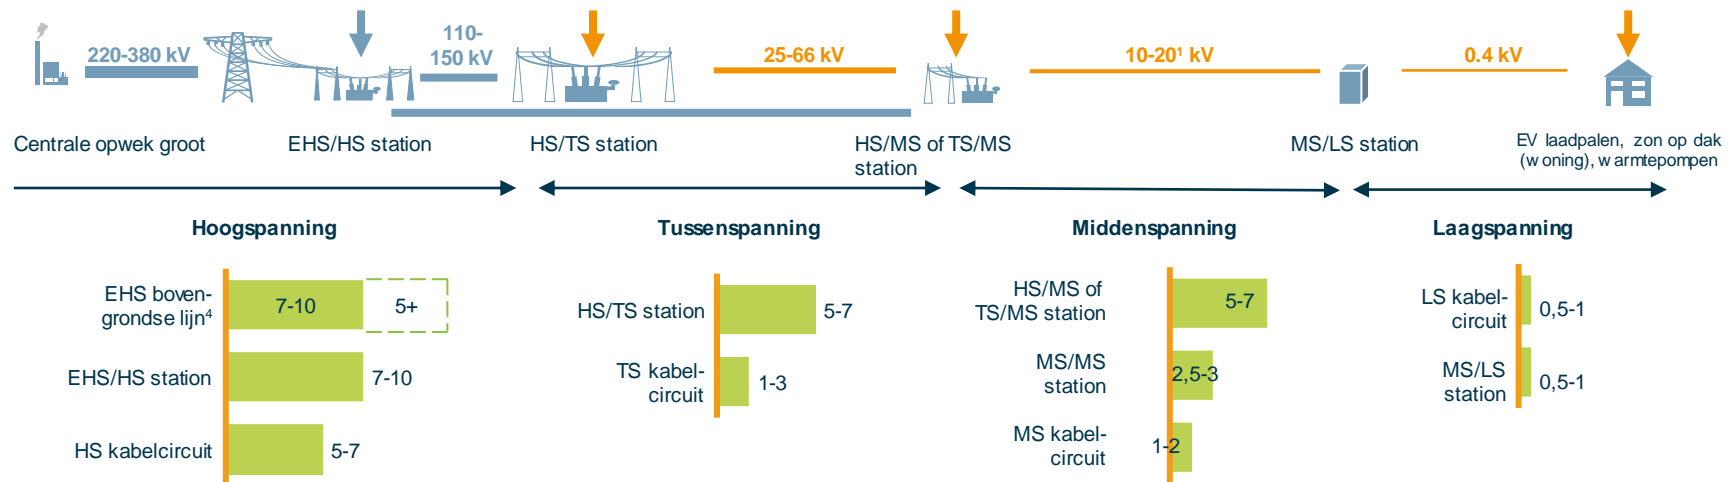 220-380 kV
110-
150 kV
25-66 kV
10-20¹ kV
0.4 kV
Centrale opwek groot
EHS/HS station
HS/TS station
HS/MS of TS/MS
station
MS/LS station
EV laadpalen, zon op dak
(woning), warmtepompen
Hoogspanning
Tussenspanning
Middenspanning
Laagspanning
EHS boven-
grondse lijn⁴
7-10
5+
EHS/HS station
7-10
HS kabelcircuit
5-7
HS/TS station
5-7
TS kabel-
circuit
1-3
HS/MS of
TS/MS station
5-7
MS/MS
station
2,5-3
MS kabel-
circuit
1-2
LS kabel-
circuit
0,5-1
MS/LS
station
0,5-1